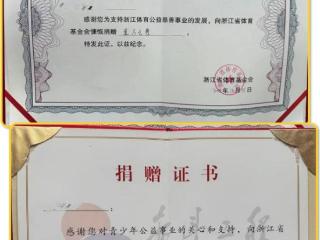 感谢您为支持浙江体育公益慈善事业的发展，向浙江省体育
基金会慷慨捐赠
特发此证。以兹纪念。
浙江省体育基金会
捐赠证书
感谢您对青少年公益事业的关心和支持，向浙江省